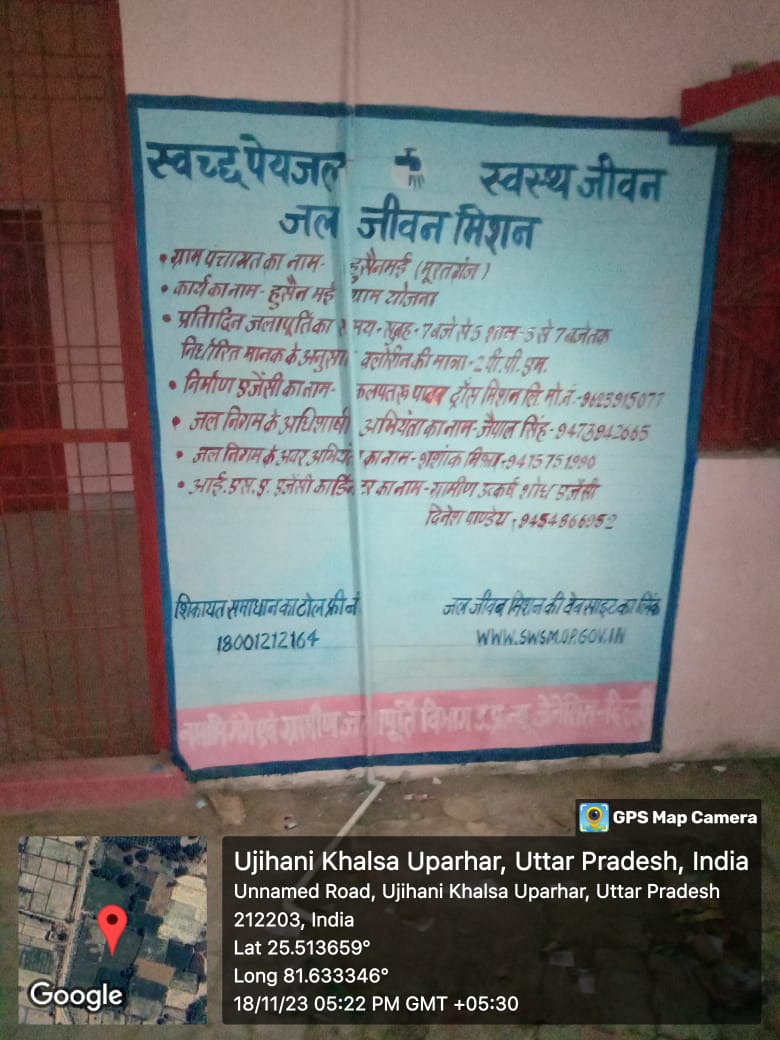 स्वच्छ पेयजल स्वस्थ जीवन
जल जीवन मिशन
• ग्राम पंचायत का नाम- हुसैनमई (मूरतगंज)
• कार्य का नाम- हुसैन मई ग्राम योजना
• प्रतिदिन जलापूर्ति का समय- सुबह- 7 बजे से शाम- 5 से 7 बजे तक
निर्धारित मानक के अनुसार क्लोरिन की मात्रा- 2 पी.पी.एम.
• निर्माण एजेंसी का नाम- कल्पतरू पावर ट्रांस मिशन लि. मो.नं.- 9625915077
• जल निगम के अधिशाषी अभियंता का नाम- जैपाल सिंह- 9473942665
• जल निगम के अवर अभियंता का नाम- शशांक मिश्रा- 9415751990
• आई.एस.ए. एजेंसी कार्डिनेटर का नाम- ग्रामीण उत्कर्ष शोध एजेंसी
दिनेश पाण्डेय- 9454866952
शिकायत समाधान का टोल फ्री नं
18001212164
जल जीवन मिशन की वेबसाइट का लिंक
WWW.SWSM.UP.GOV.IN
नमामि गंगे एवं ग्रामीण जलापूर्ति विभाग उ.प्र. न्यू जेनेसिस- दिल्ली
GPS Map Camera
Ujihani Khalsa Uparhar, Uttar Pradesh, India
Unnamed Road, Ujihani Khalsa Uparhar, Uttar Pradesh
212203, India
Lat 25.513659°
Long 81.633346°
18/11/23 05:22 PM GMT +05:30
Google